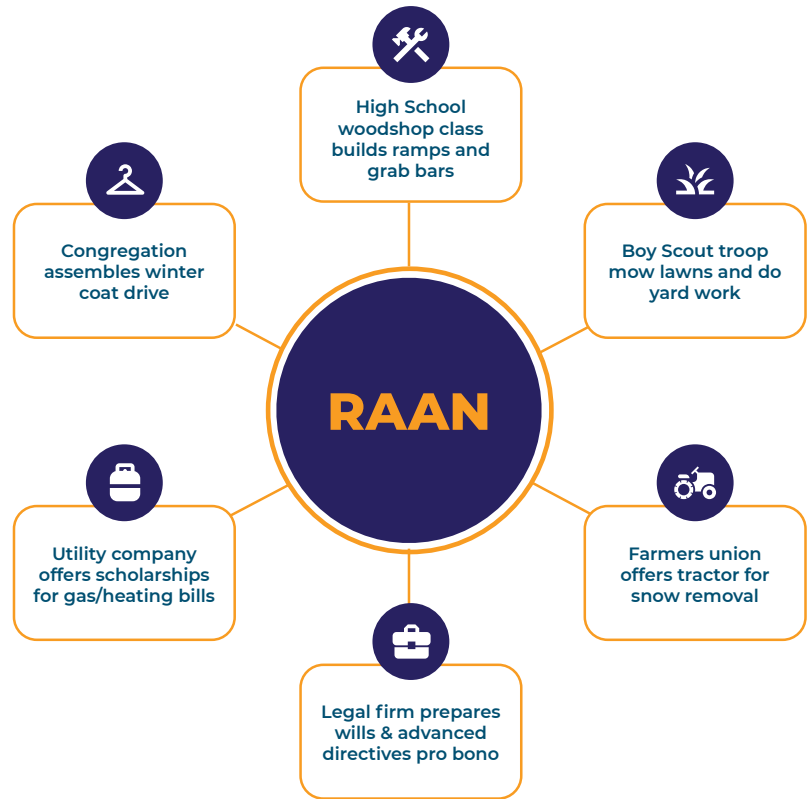 High School
woodshop class
builds ramps and
grab bars
Congregation
assembles winter
coat drive
Boy Scout troop
mow lawns and do
yard work
RAAN
Utility company
offers scholarships
for gas/heating bills
Farmers union
offers tractor for
snow removal
Legal firm prepares
wills & advanced
directives pro bono